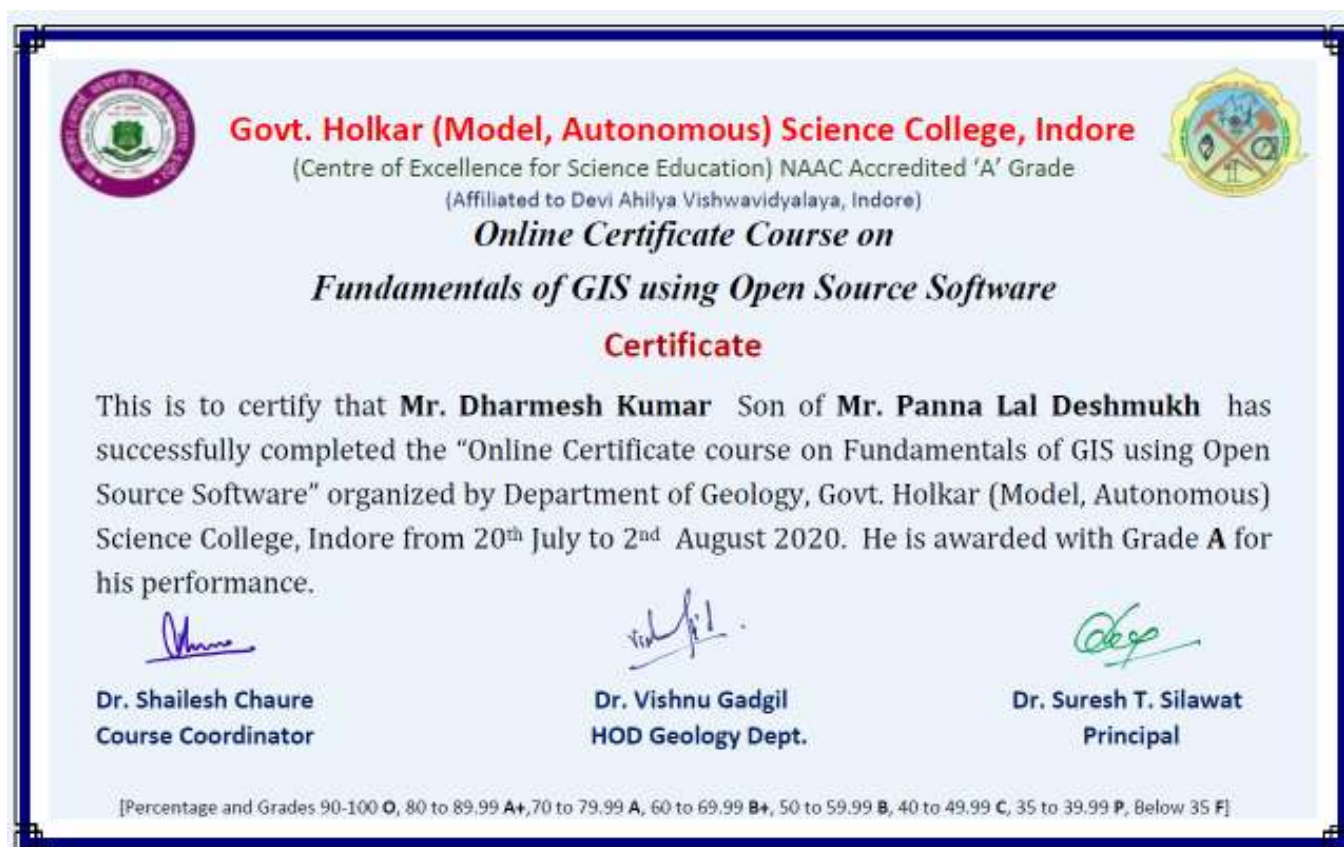 Govt. Holkar (Model, Autonomous) Science College, Indore
(Centre of Excellence for Science Education) NAAC Accredited ‘A’ Grade
(Affiliated to Devi Ahilya Vishwavidyalaya, Indore)
Online Certificate Course on
Fundamentals of GIS using Open Source Software
Certificate
This is to certify that Mr. Dharmesh Kumar Son of Mr. Panna Lal Deshmukh has
successfully completed the “Online Certificate course on Fundamentals of GIS using Open
Source Software” organized by Department of Geology, Govt. Holkar (Model, Autonomous)
Science College, Indore from 20th July to 2nd August 2020. He is awarded with Grade A for
his performance.
Dr. Shailesh Chaure Dr. Vishnu Gadgil Dr. Suresh T. Silawat
Course Coordinator HOD Geology Dept. Principal
[Percentage and Grades 90-100 O, 80 to 89.99 A+,70 to 79.99 A, 60 to 69.99 B+, 50 to 59.99 B, 40 to 49.99 C, 35 to 39.99 P, Below 35 F]